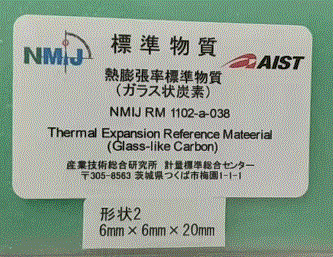 NMIJ
標準物質
AIST
熱膨張率標準物質
(ガラス状炭素)
NMIJ RM 1102-a-038
Thermal Expansion Reference Mateerial
(Glass-like Carbon)
産業技術総合研究所 計量標準総合センター
〒305-8563 茨城県つくば市梅園1-1-1
形状2
6mm×6mm×20mm